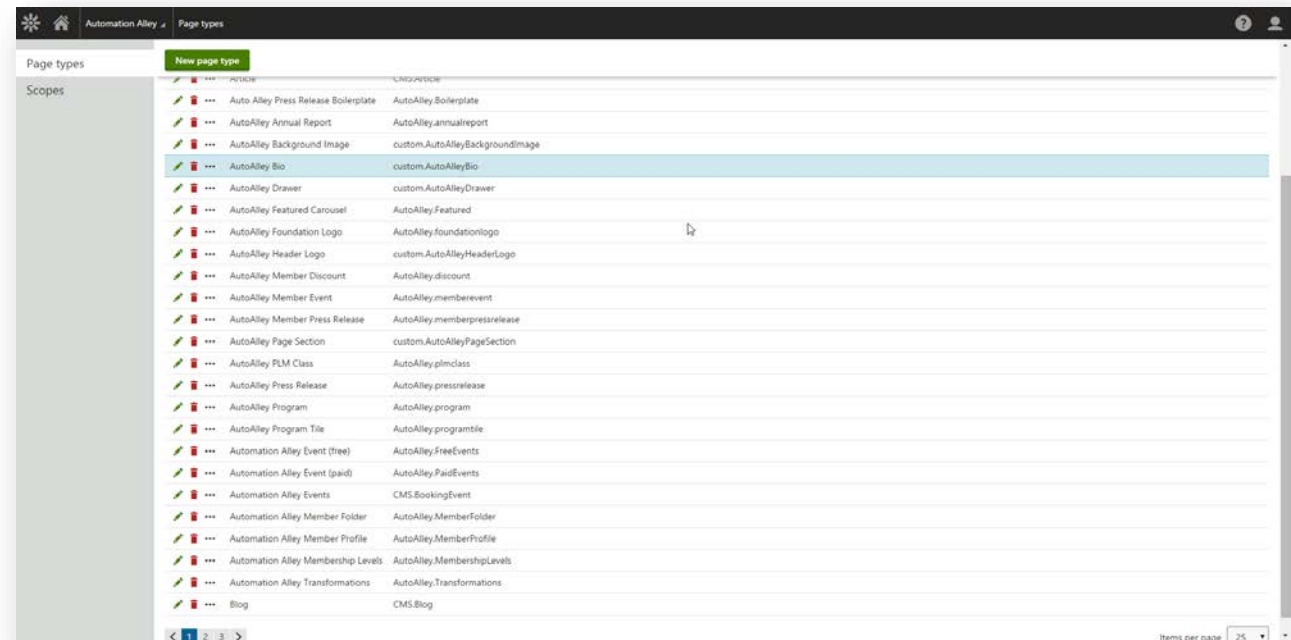 Automation Alley Page types
Page types
Scopes
New page type
Article CMS.Article
Auto Alley Press Release Boilerplate AutoAlley.Boilerplate
AutoAlley Annual Report AutoAlley.annualreport
AutoAlley Background Image custom.AutoAlleyBackgroundImage
AutoAlley Bio custom.AutoAlleyBio
AutoAlley Drawer custom.AutoAlleyDrawer
AutoAlley Featured Carousel AutoAlley.Featured
AutoAlley Foundation Logo AutoAlley.foundationlogo
AutoAlley Header Logo custom.AutoAlleyHeaderLogo
AutoAlley Member Discount AutoAlley.discount
AutoAlley Member Event AutoAlley.memberevent
AutoAlley Member Press Release AutoAlley.memberpressrelease
AutoAlley Page Section custom.AutoAlleyPageSection
AutoAlley PLM Class AutoAlley.plmclass
AutoAlley Press Release AutoAlley.pressrelease
AutoAlley Program AutoAlley.program
AutoAlley Program Tile AutoAlley.programtile
Automation Alley Event (free) AutoAlley.FreeEvents
Automation Alley Event (paid) AutoAlley.PaidEvents
Automation Alley Events CMS.BookingEvent
Automation Alley Member Folder AutoAlley.MemberFolder
Automation Alley Member Profile AutoAlley.MemberProfile
Automation Alley Membership Levels AutoAlley.MembershipLevels
Automation Alley Transformations AutoAlley.Transformations
Blog CMS.Blog
< 1 2 3 > Items per page 25